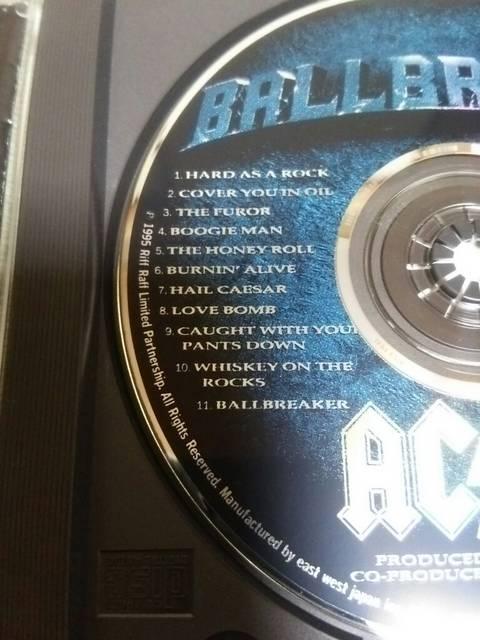 BALLBR
1. HARD AS A ROCK
2. COVER YOU IN OIL
3. THE FUROR
4. BOOGIE MAN
5. THE HONEY ROLL
6. BURNIN' ALIVE
7. HAIL CAESAR
8. LOVE BOMB
9. CAUGHT WITH YOUR
PANTS DOWN
10. WHISKEY ON THE
ROCKS
11. BALLBREAKER
℗ 1995 Riff Raff Limited Partnership. All Rights Reserved. Manufactured by east west japan inc.
AC
PRODUCED
CO-PRODUCE